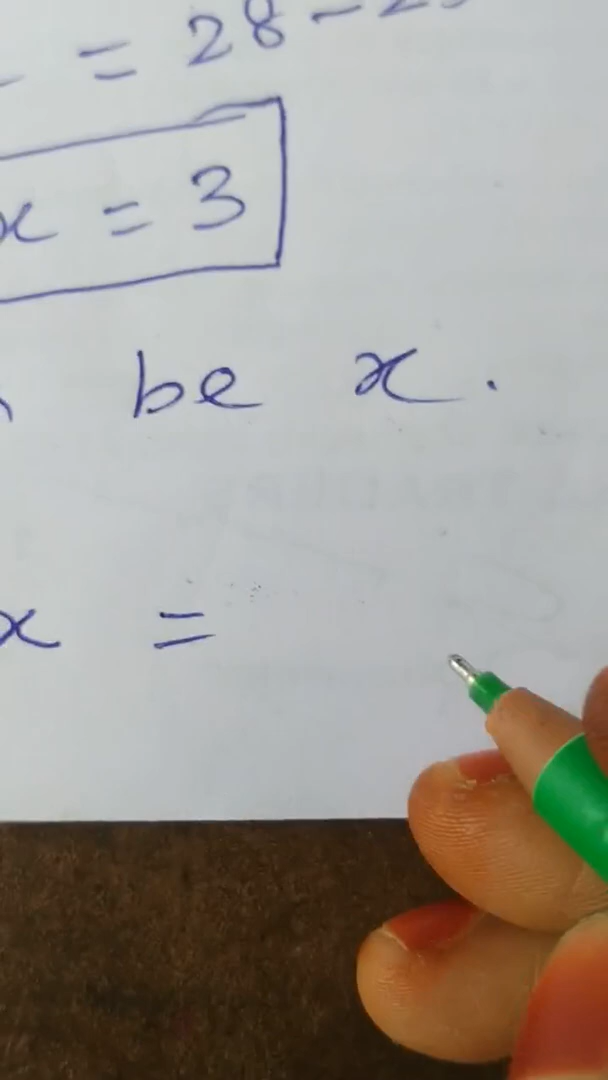 = 28 -
x = 3
be x.
x =